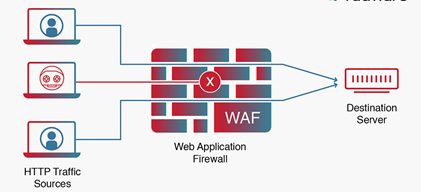 X
WAF
Destination
Server
Web Application
Firewall
HTTP Traffic
Sources